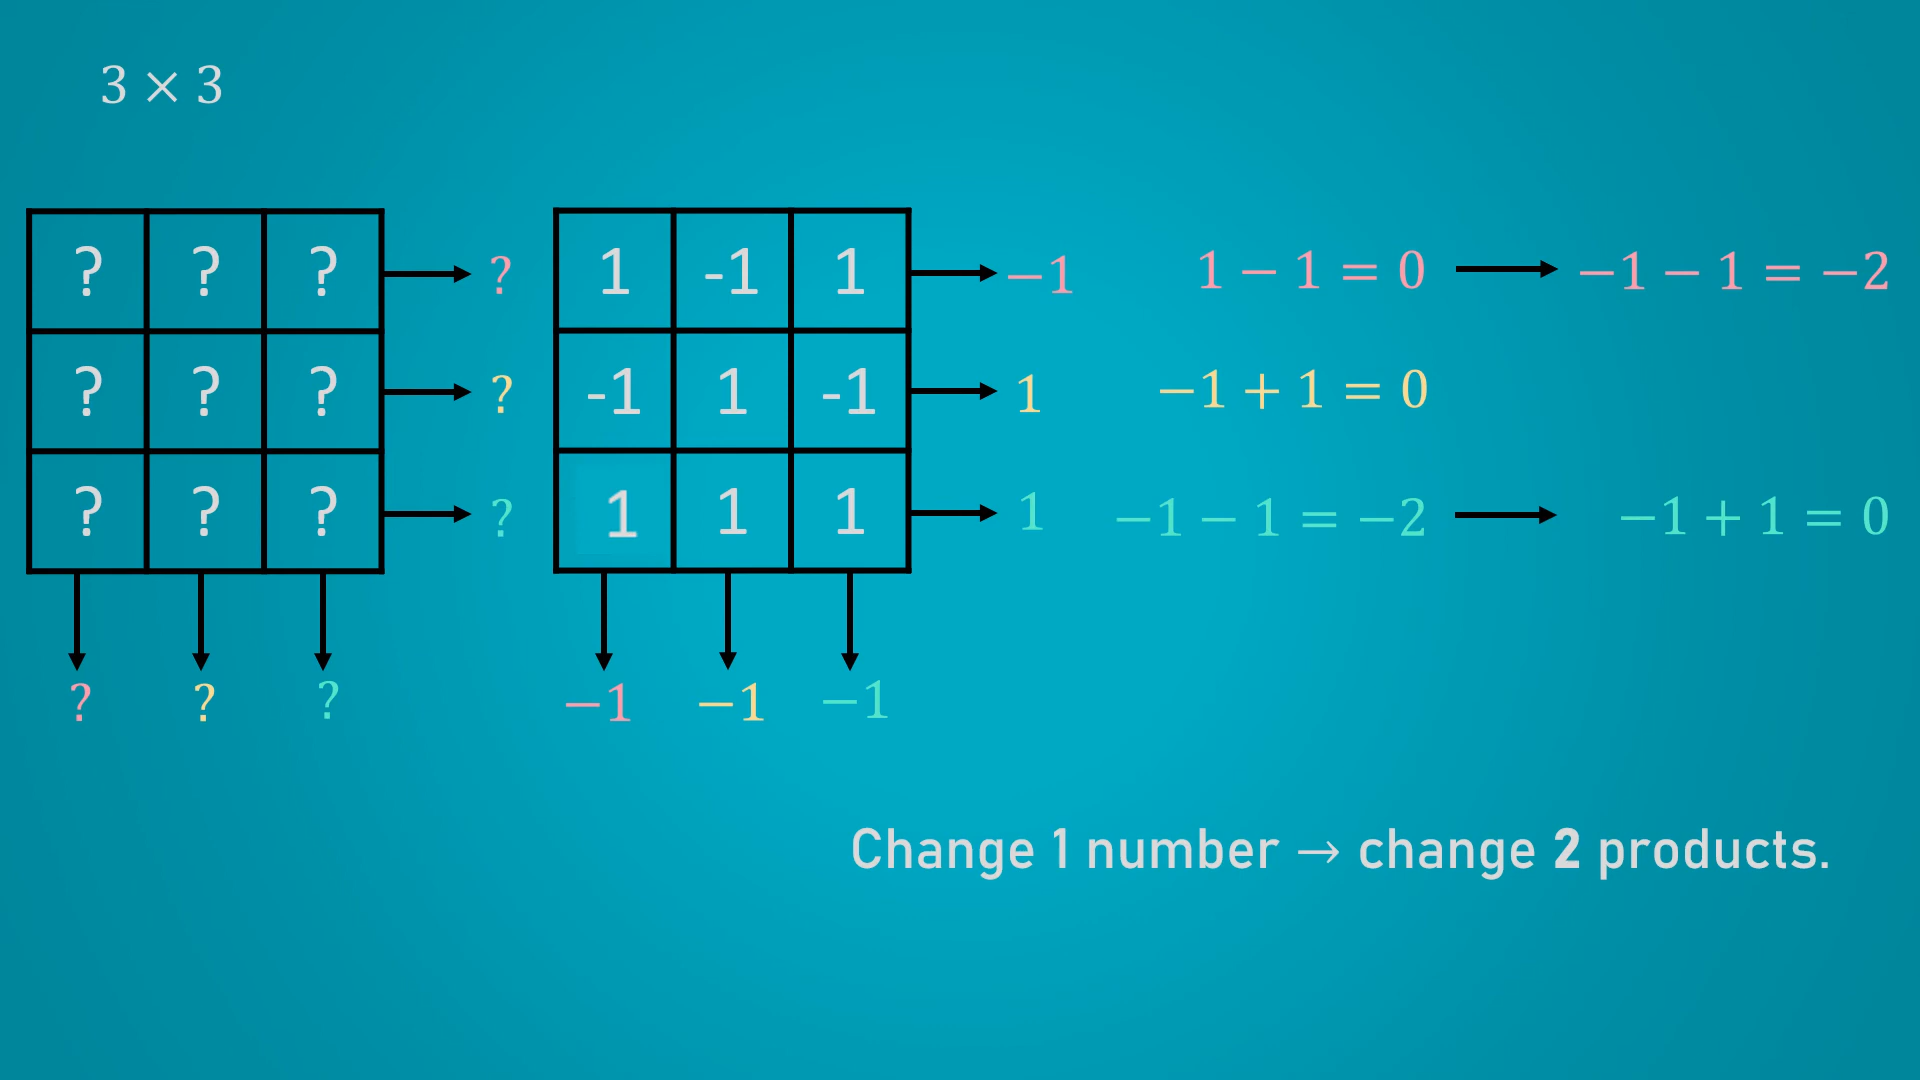 3 × 3
? ? ? ? 1 -1 1 −1 1 − 1 = 0 −1 − 1 = −2
? ? ? ? -1 1 -1 1 −1 + 1 = 0
? ? ? ? 1 1 1 1 −1 − 1 = −2 −1 + 1 = 0
? ? ? −1 −1 −1
Change 1 number → change 2 products.